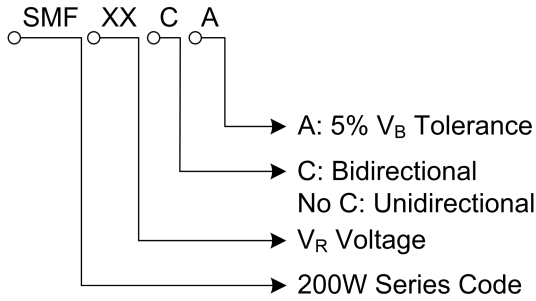 SMF XX C A
A: 5% VB Tolerance
C: Bidirectional
No C: Unidirectional
VR Voltage
200W Series Code